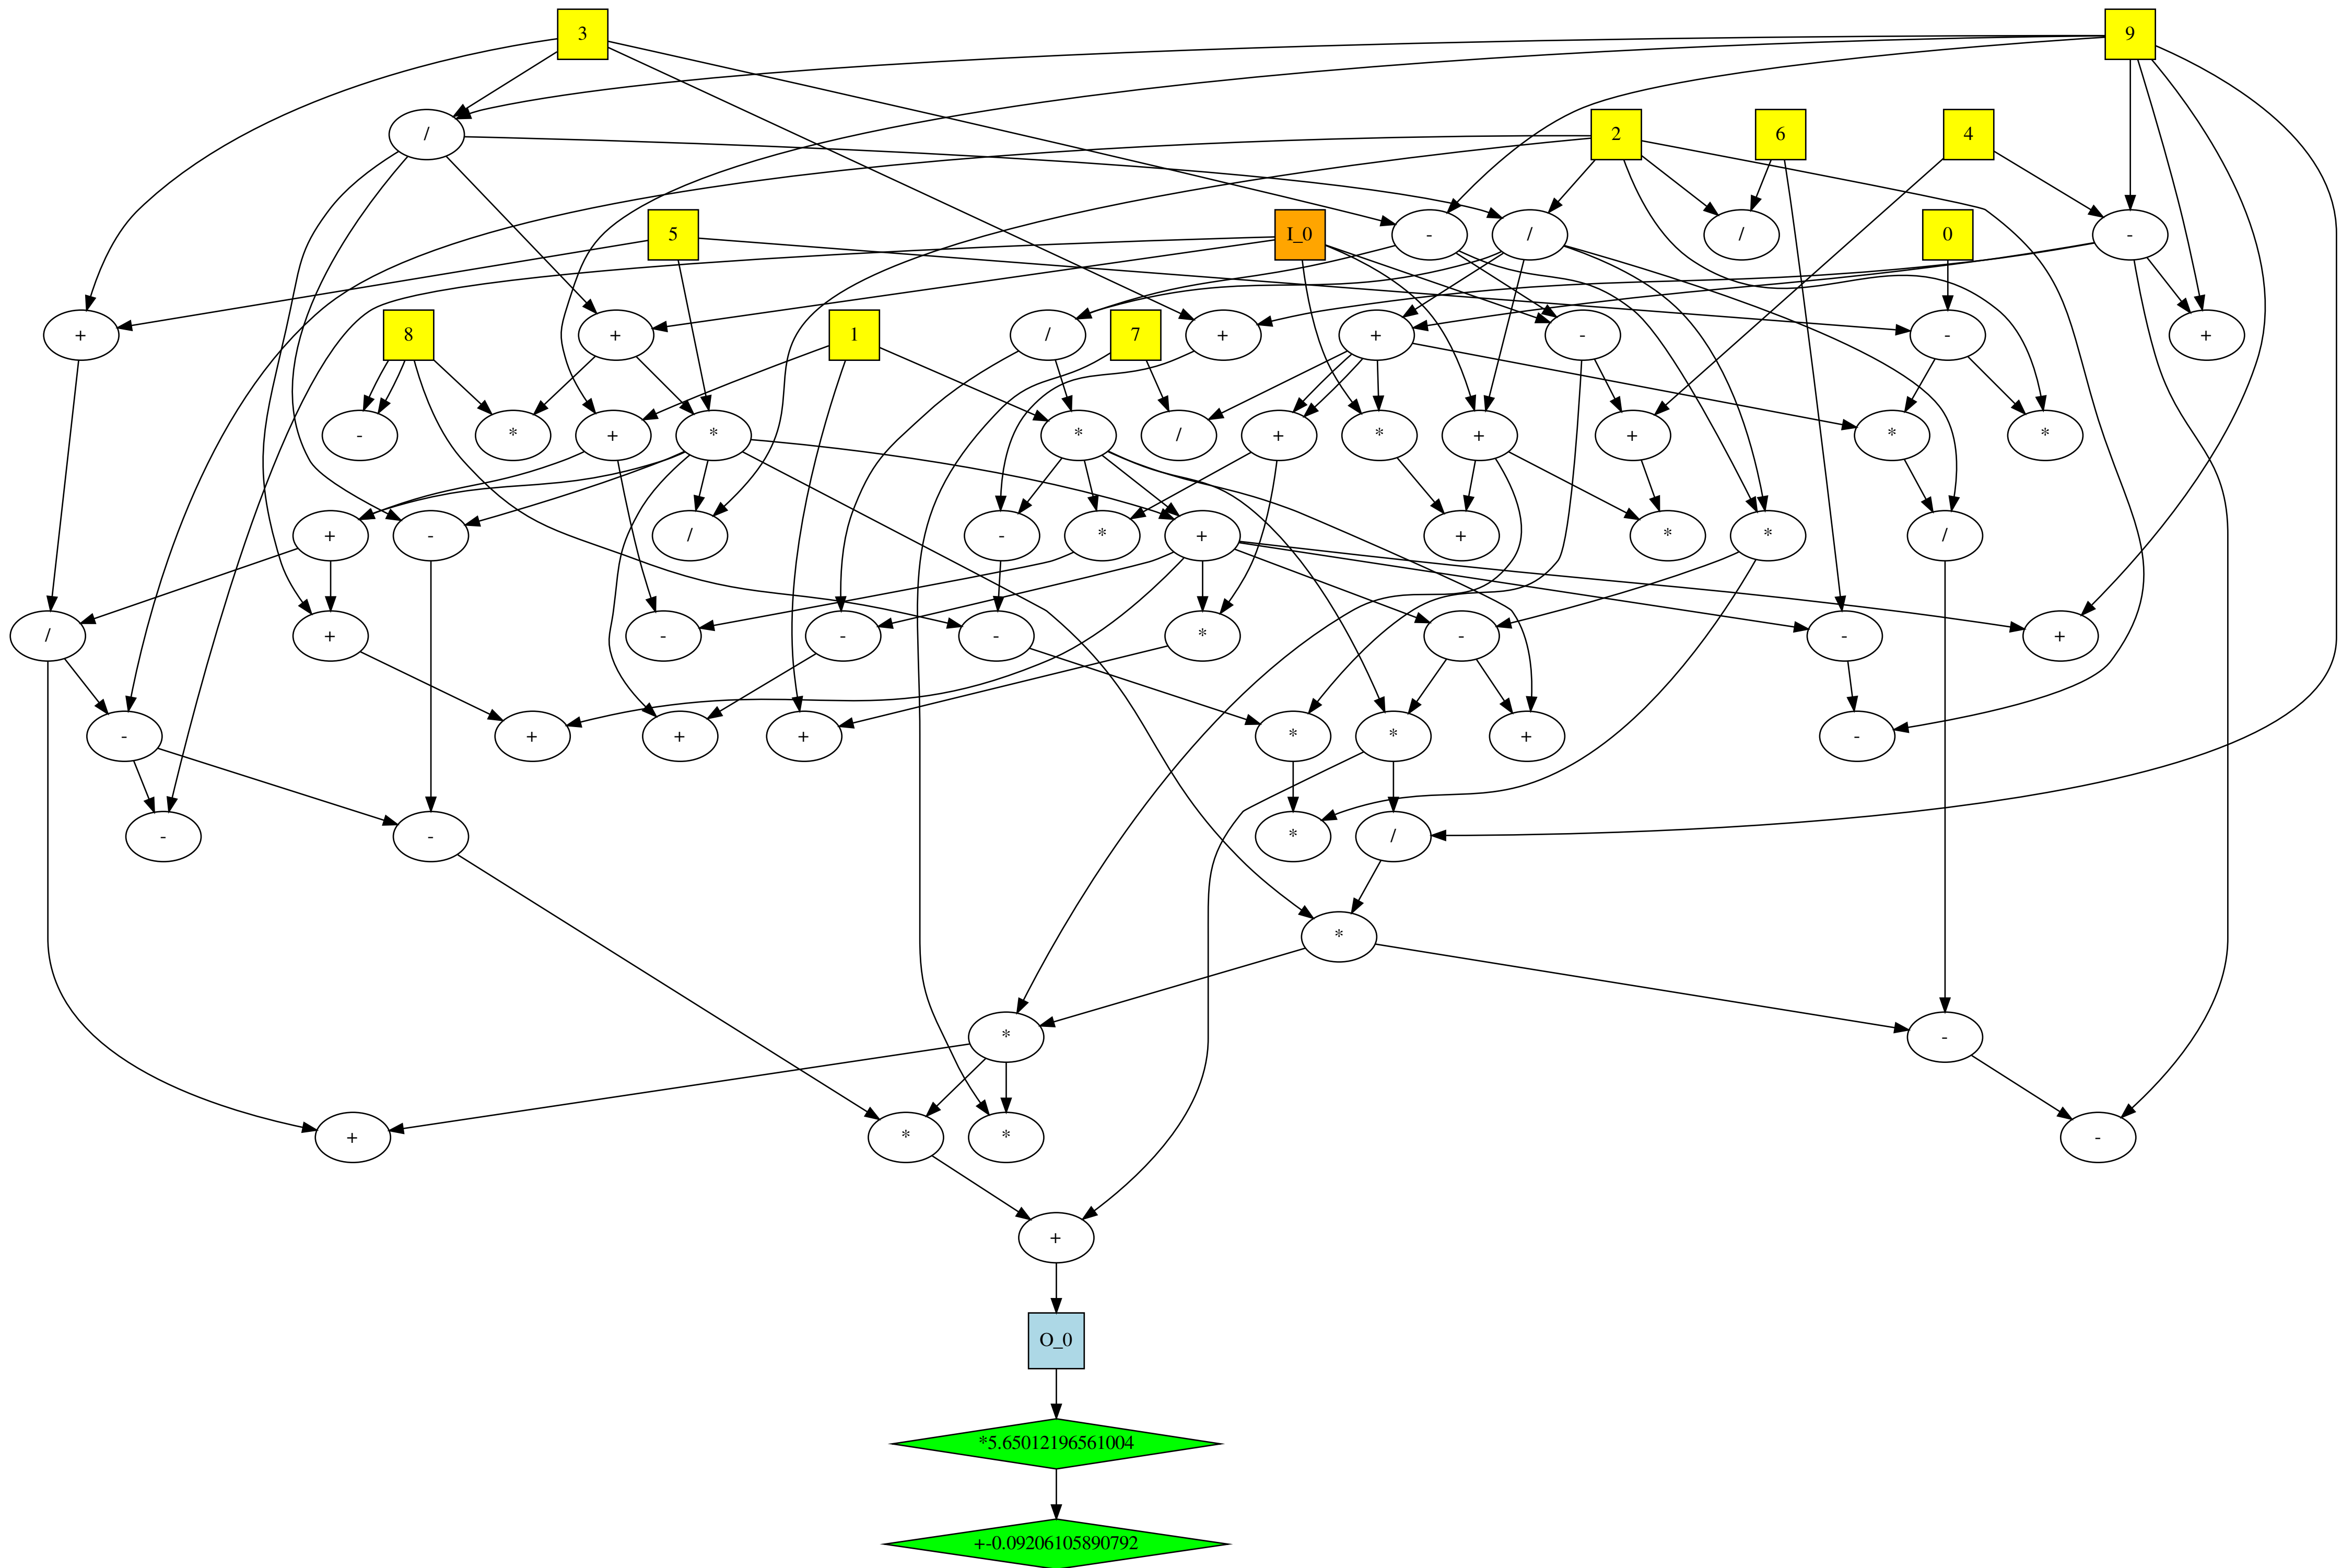 3 9
/ 2 6 4
5 I_0 - / / 0 -
+ 8 + 1 / 7 + + - - +
- * + * * / + * + + * *
+ - / - * + + * * /
/ + - - - * - - +
- + + + * * + -
- - * /
*
* -
+ * * -
+
O_0
*5.65012196561004
+-0.09206105890792